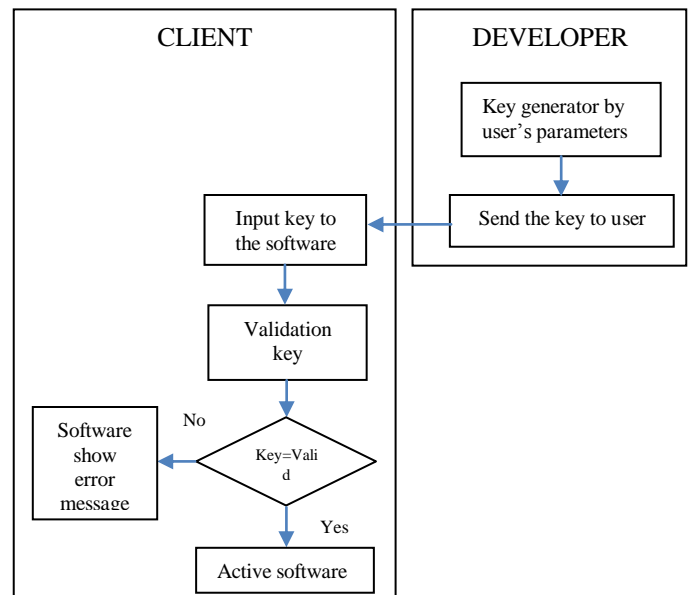 CLIENT
DEVELOPER
Key generator by
user's parameters
Send the key to user
Input key to
the software
Validation
key
No
Software
show
error
message
Key=Vali
d
Yes
Active software